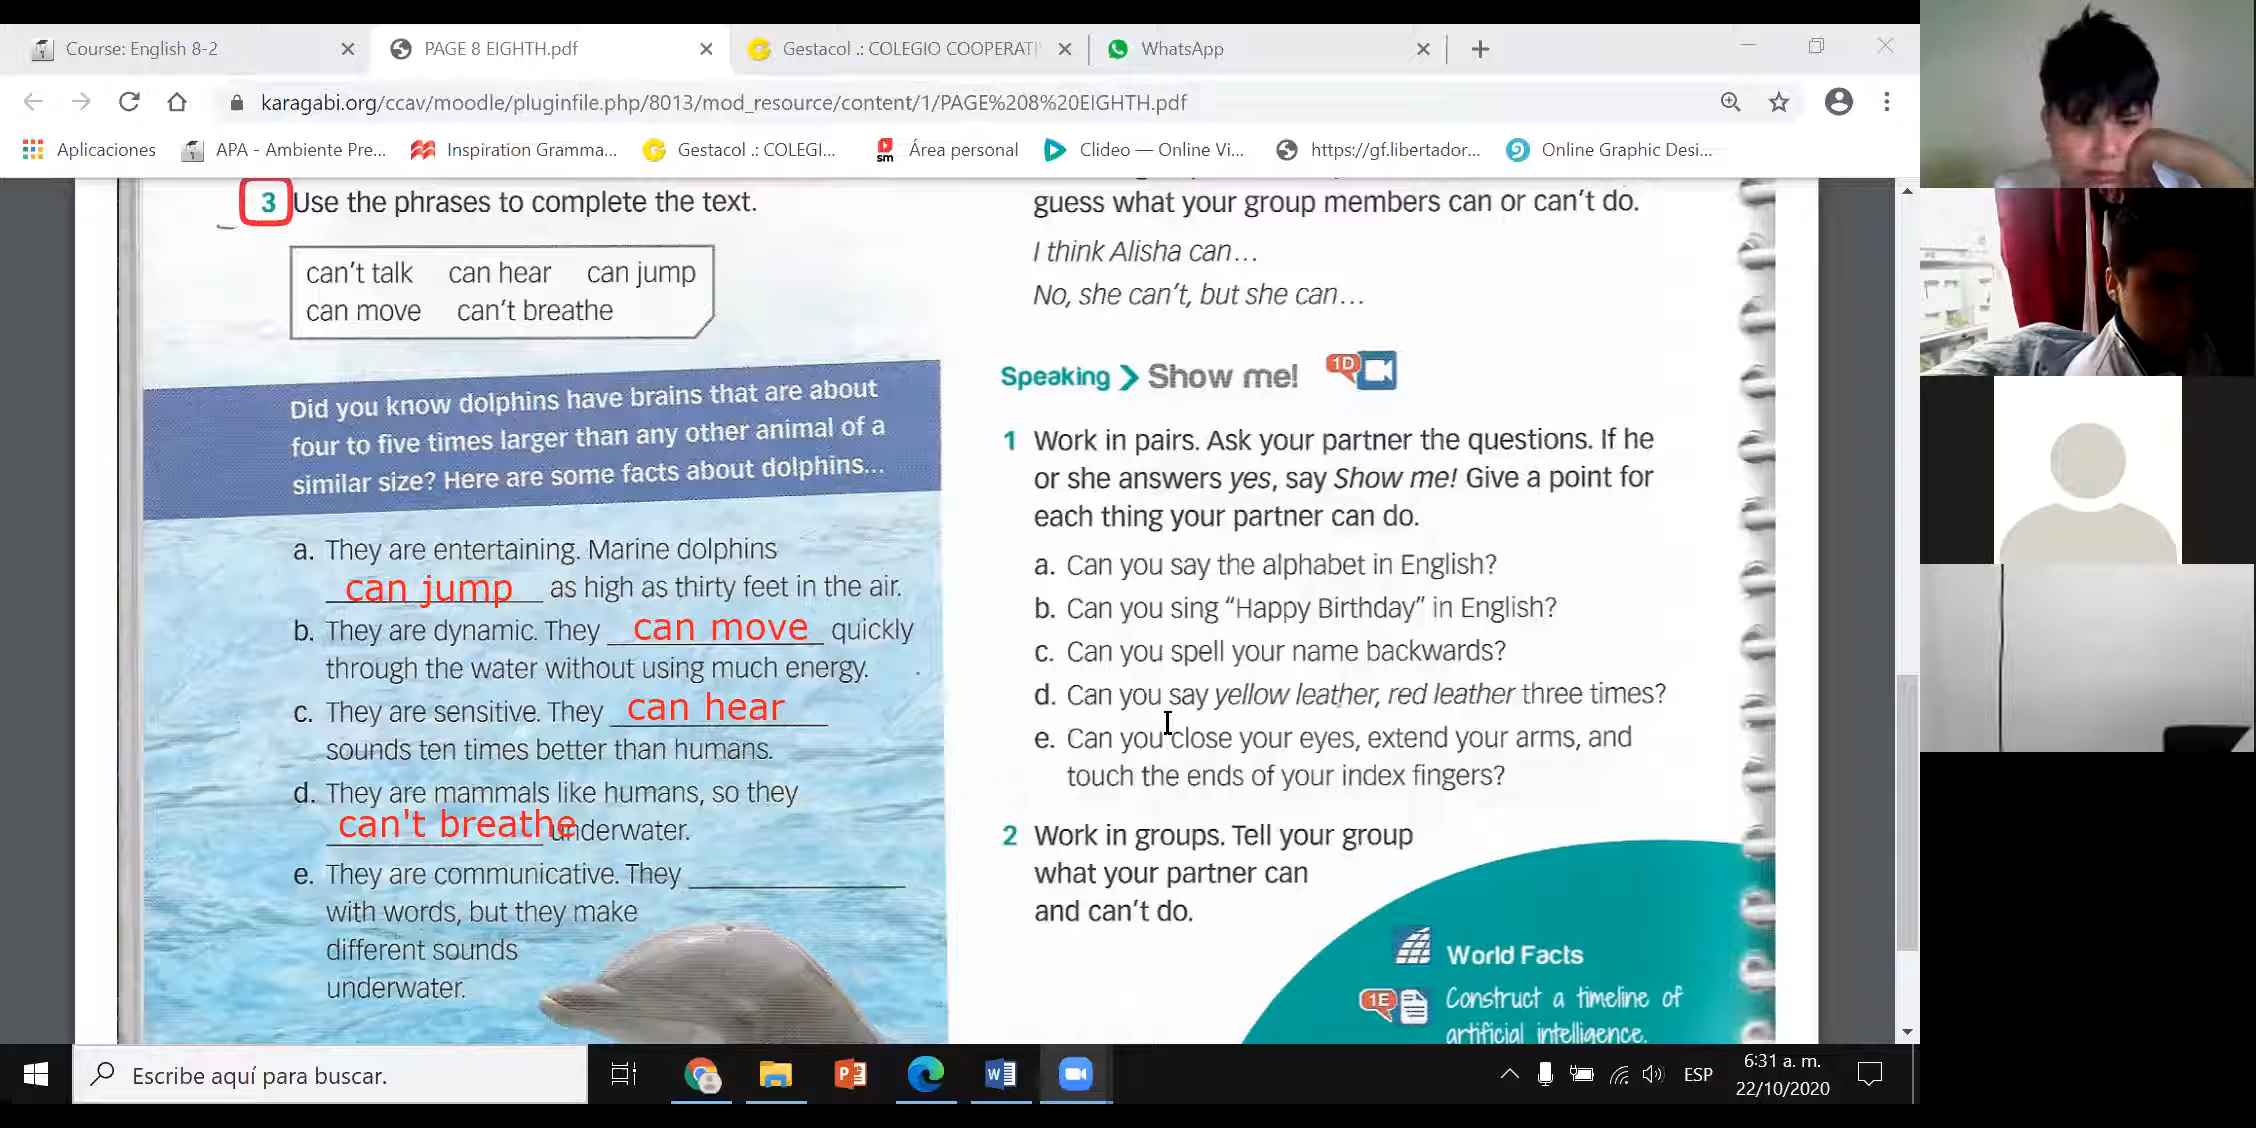 Course: English 8-2
PAGE 8 EIGHTH.pdf
Gestacol .: COLEGIO COOPERATI
WhatsApp
karagabi.org/ccav/moodle/pluginfile.php/8013/mod_resource/content/1/PAGE%208%20EIGHTH.pdf
Aplicaciones
APA - Ambiente Pre...
Inspiration Gramma...
Gestacol .: COLEGI...
sm
Área personal
Clideo — Online Vi...
https://gf.libertador...
Online Graphic Desi...
3 Use the phrases to complete the text.
can't talk can hear can jump
can move can't breathe
Did you know dolphins have brains that are about
four to five times larger than any other animal of a
similar size? Here are some facts about dolphins...
a. They are entertaining. Marine dolphins
can jump as high as thirty feet in the air.
b. They are dynamic. They can move quickly
through the water without using much energy.
c. They are sensitive. They can hear
sounds ten times better than humans.
d. They are mammals like humans, so they
can't breathe underwater.
e. They are communicative. They
with words, but they make
different sounds
underwater.
guess what your group members can or can't do.
I think Alisha can...
No, she can't, but she can...
Speaking Show me! 1D
1 Work in pairs. Ask your partner the questions. If he
or she answers yes, say Show me! Give a point for
each thing your partner can do.
a. Can you say the alphabet in English?
b. Can you sing "Happy Birthday" in English?
c. Can you spell your name backwards?
d. Can you say yellow leather, red leather three times?
e. Can you close your eyes, extend your arms, and
touch the ends of your index fingers?
2 Work in groups. Tell your group
what your partner can
and can't do.
World Facts
1E Construct a timeline of
artificial intelligence.
Escribe aquí para buscar.
ESP
6:31 a. m.
22/10/2020